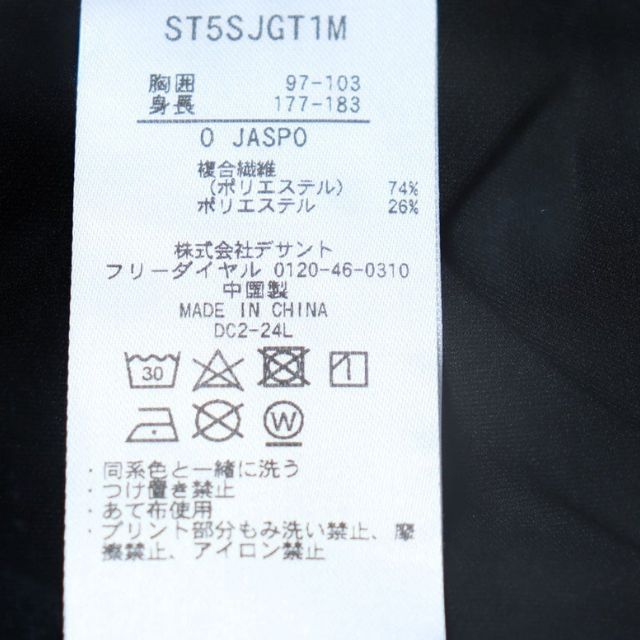 ST5SJGT1M
胸囲 97-103
身長 177-183
O JASPO
複合繊維
(ポリエステル) 74%
ポリエステル 26%
株式会社デサント
フリーダイヤル 0120-46-0310
中国製
MADE IN CHINA
DC2-24L
30
1
W
・同系色と一緒に洗う
・つけ置き禁止
・あて布使用
・プリント部分もみ洗い禁止、摩
擦禁止、アイロン禁止